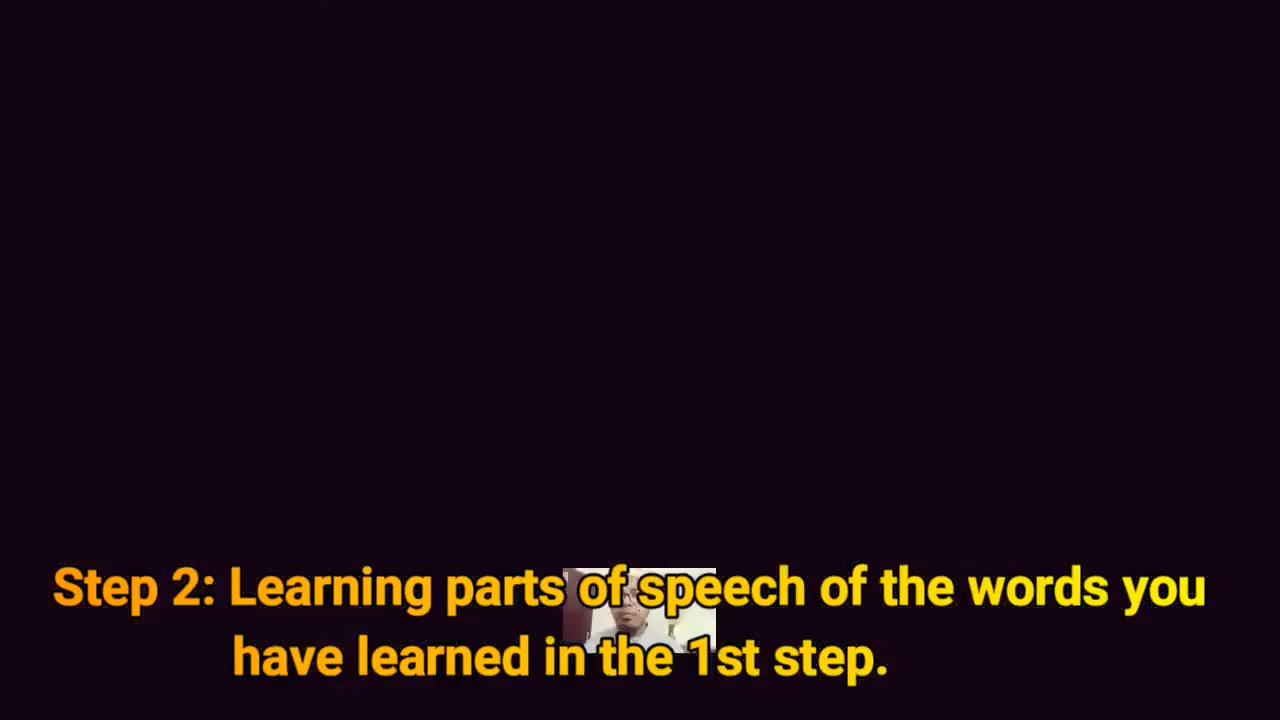 Step 2: Learning parts of speech of the words you
have learned in the 1st step.